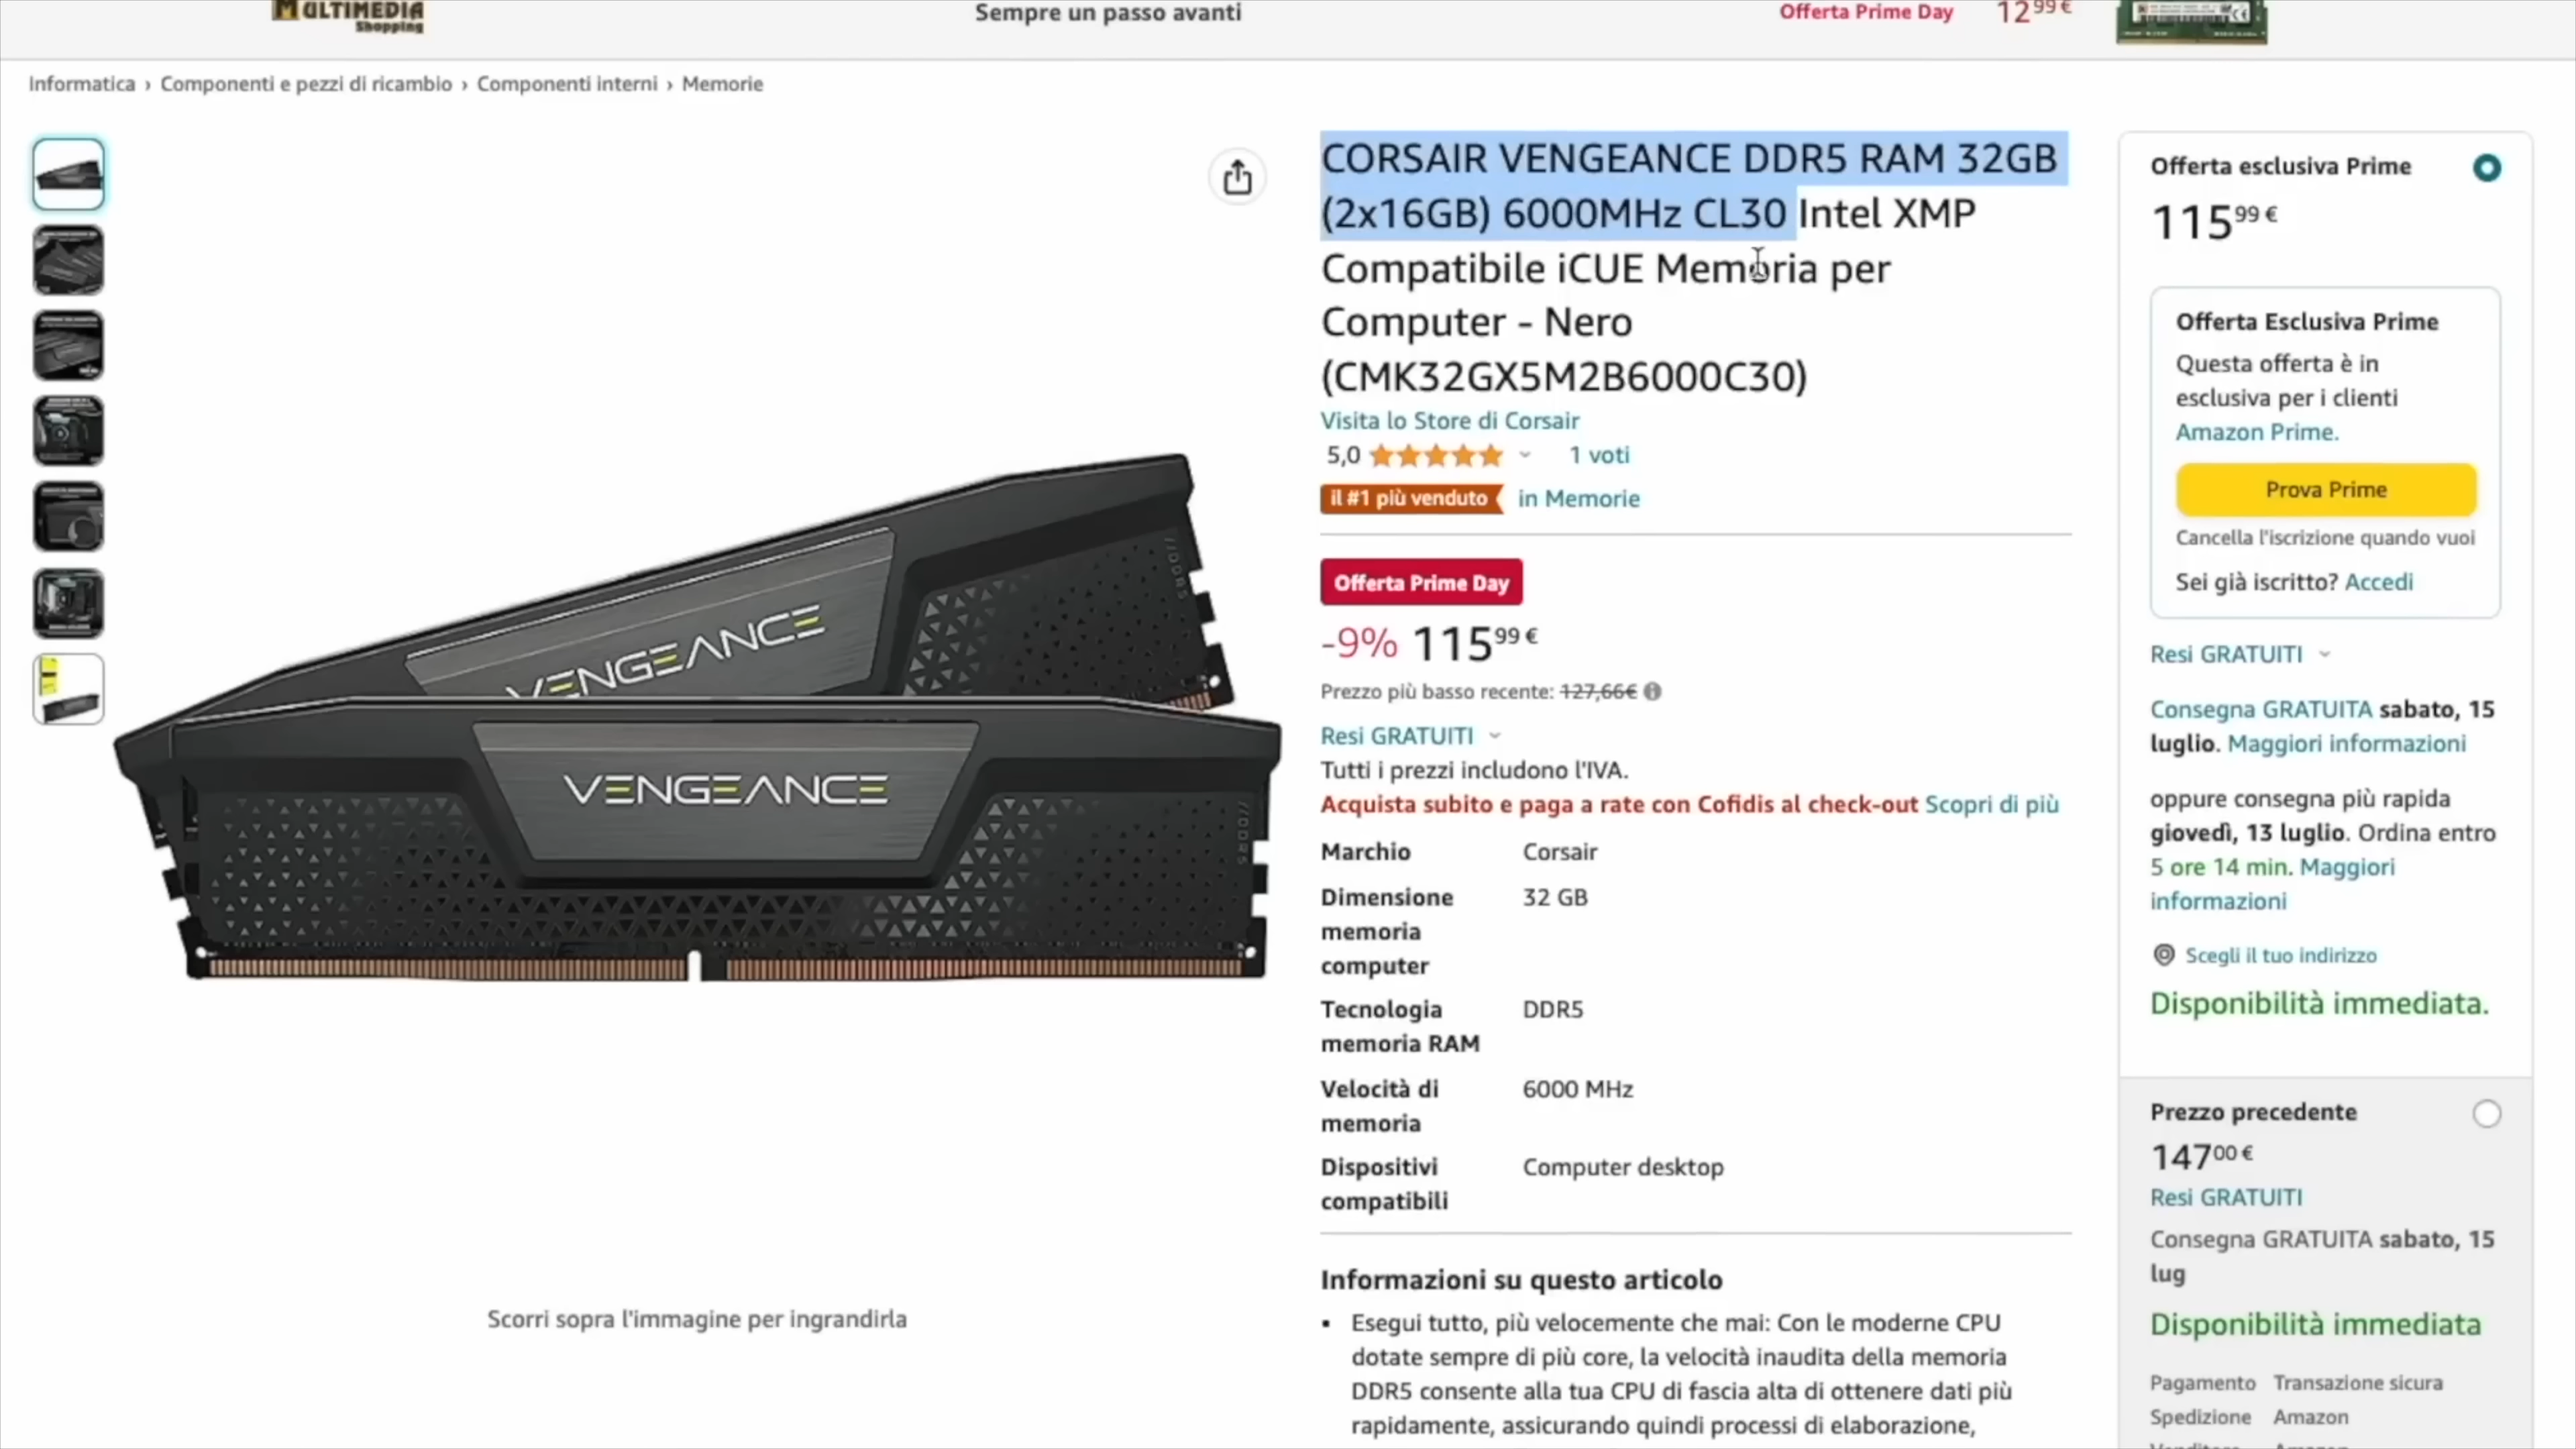 MULTIMEDIA
Shopping
Sempre un passo avanti
Offerta Prime Day 12,99 €
Informatica › Componenti e pezzi di ricambio › Componenti interni › Memorie
CORSAIR VENGEANCE DDR5 RAM 32GB
(2x16GB) 6000MHz CL30 Intel XMP
Compatibile iCUE Memoria per
Computer - Nero
(CMK32GX5M2B6000C30)
Visita lo Store di Corsair
5,0 1 voti
il #1 più venduto in Memorie
Offerta Prime Day
-9% 115 99 €
Prezzo più basso recente: 127,66€
Resi GRATUITI
Tutti i prezzi includono l'IVA.
Acquista subito e paga a rate con Cofidis al check-out Scopri di più
Marchio Corsair
Dimensione 32 GB
memoria
computer
Tecnologia DDR5
memoria RAM
Velocità di 6000 MHz
memoria
Dispositivi Computer desktop
compatibili
Informazioni su questo articolo
▪ Esegui tutto, più velocemente che mai: Con le moderne CPU
dotate sempre di più core, la velocità inaudita della memoria
DDR5 consente alla tua CPU di fascia alta di ottenere dati più
rapidamente, assicurando quindi processi di elaborazione,
VENGEANCE
VENGEANCE
Scorri sopra l'immagine per ingrandirla
Offerta esclusiva Prime
115 99 €
Offerta Esclusiva Prime
Questa offerta è in
esclusiva per i clienti
Amazon Prime.
Prova Prime
Cancella l'iscrizione quando vuoi
Sei già iscritto? Accedi
Resi GRATUITI
Consegna GRATUITA sabato, 15
luglio. Maggiori informazioni
oppure consegna più rapida
giovedì, 13 luglio. Ordina entro
5 ore 14 min. Maggiori
informazioni
Scegli il tuo indirizzo
Disponibilità immediata.
Prezzo precedente
147 00 €
Resi GRATUITI
Consegna GRATUITA sabato, 15
lug
Disponibilità immediata
Pagamento Transazione sicura
Spedizione Amazon